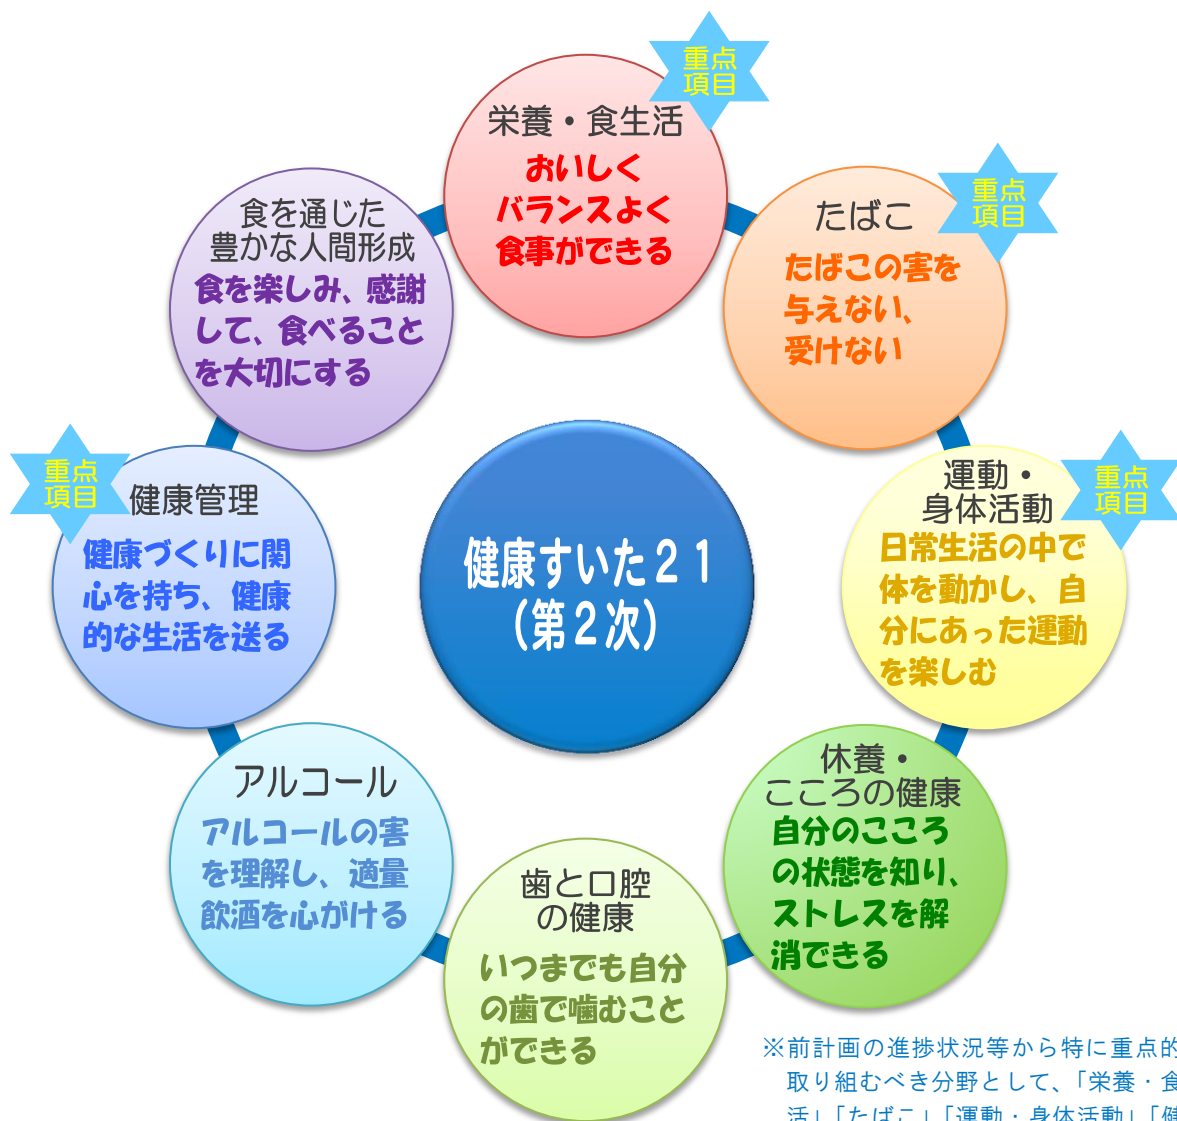 重点
項目
栄養・食生活
おいしく
バランスよく
食事ができる
重点
項目
たばこ
たばこの害を
与えない、
受けない
重点
項目
運動・
身体活動
日常生活の中で
体を動かし、自
分にあった運動
を楽しむ
休養・
こころの健康
自分のこころ
の状態を知り、
ストレスを解
消できる
歯と口腔
の健康
いつまでも自分
の歯で噛むこと
ができる
アルコール
アルコールの害
を理解し、適量
飲酒を心がける
重点
項目
健康管理
健康づくりに関
心を持ち、健康
的な生活を送る
食を通じた
豊かな人間形成
食を楽しみ、感謝
して、食べること
を大切にする
健康すいた２１
（第２次）
※前計画の進捗状況等から特に重点的
取り組むべき分野として、「栄養・食
活」「たばこ」「運動・身体活動」「健